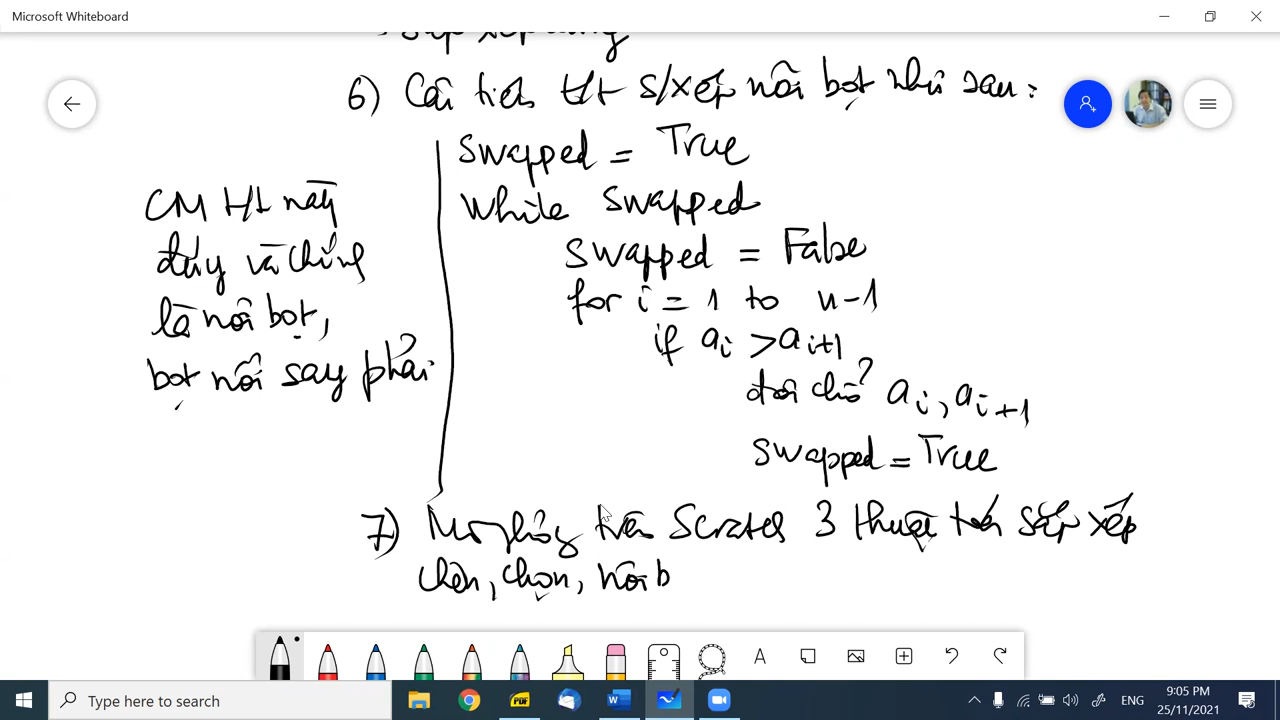 Microsoft Whiteboard
6) Cải tiến t/t s/xếp nổi bọt như sau:
swapped = True
while swapped
swapped = False
for i = 1 to n-1
if ai > ai+1
đổi chỗ ai, ai+1
swapped = True
CM t/t này
đúng và chúng
là nổi bọt,
bọt nổi sang phải
7) Mô phỏng trên Scratch 3 thuật toán sắp xếp
chèn, chọn, nổi b
Type here to search
ENG
9:05 PM
25/11/2021